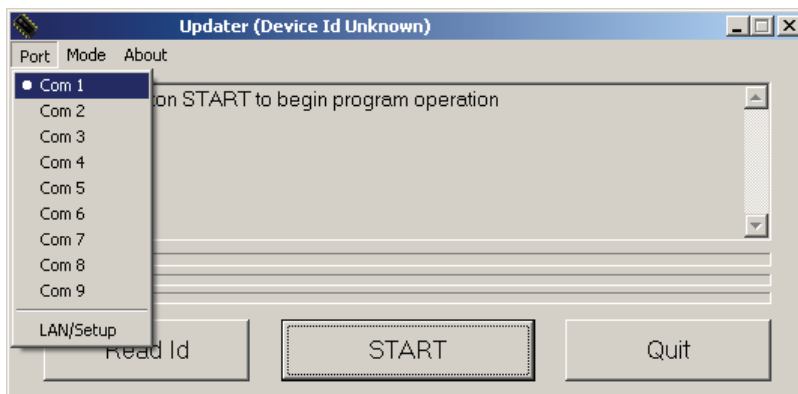 Updater (Device Id Unknown)
Port Mode About
Com 1
Com 2
Com 3
Com 4
Com 5
Com 6
Com 7
Com 8
Com 9
LAN/Setup
on START to begin program operation
Read Id START Quit